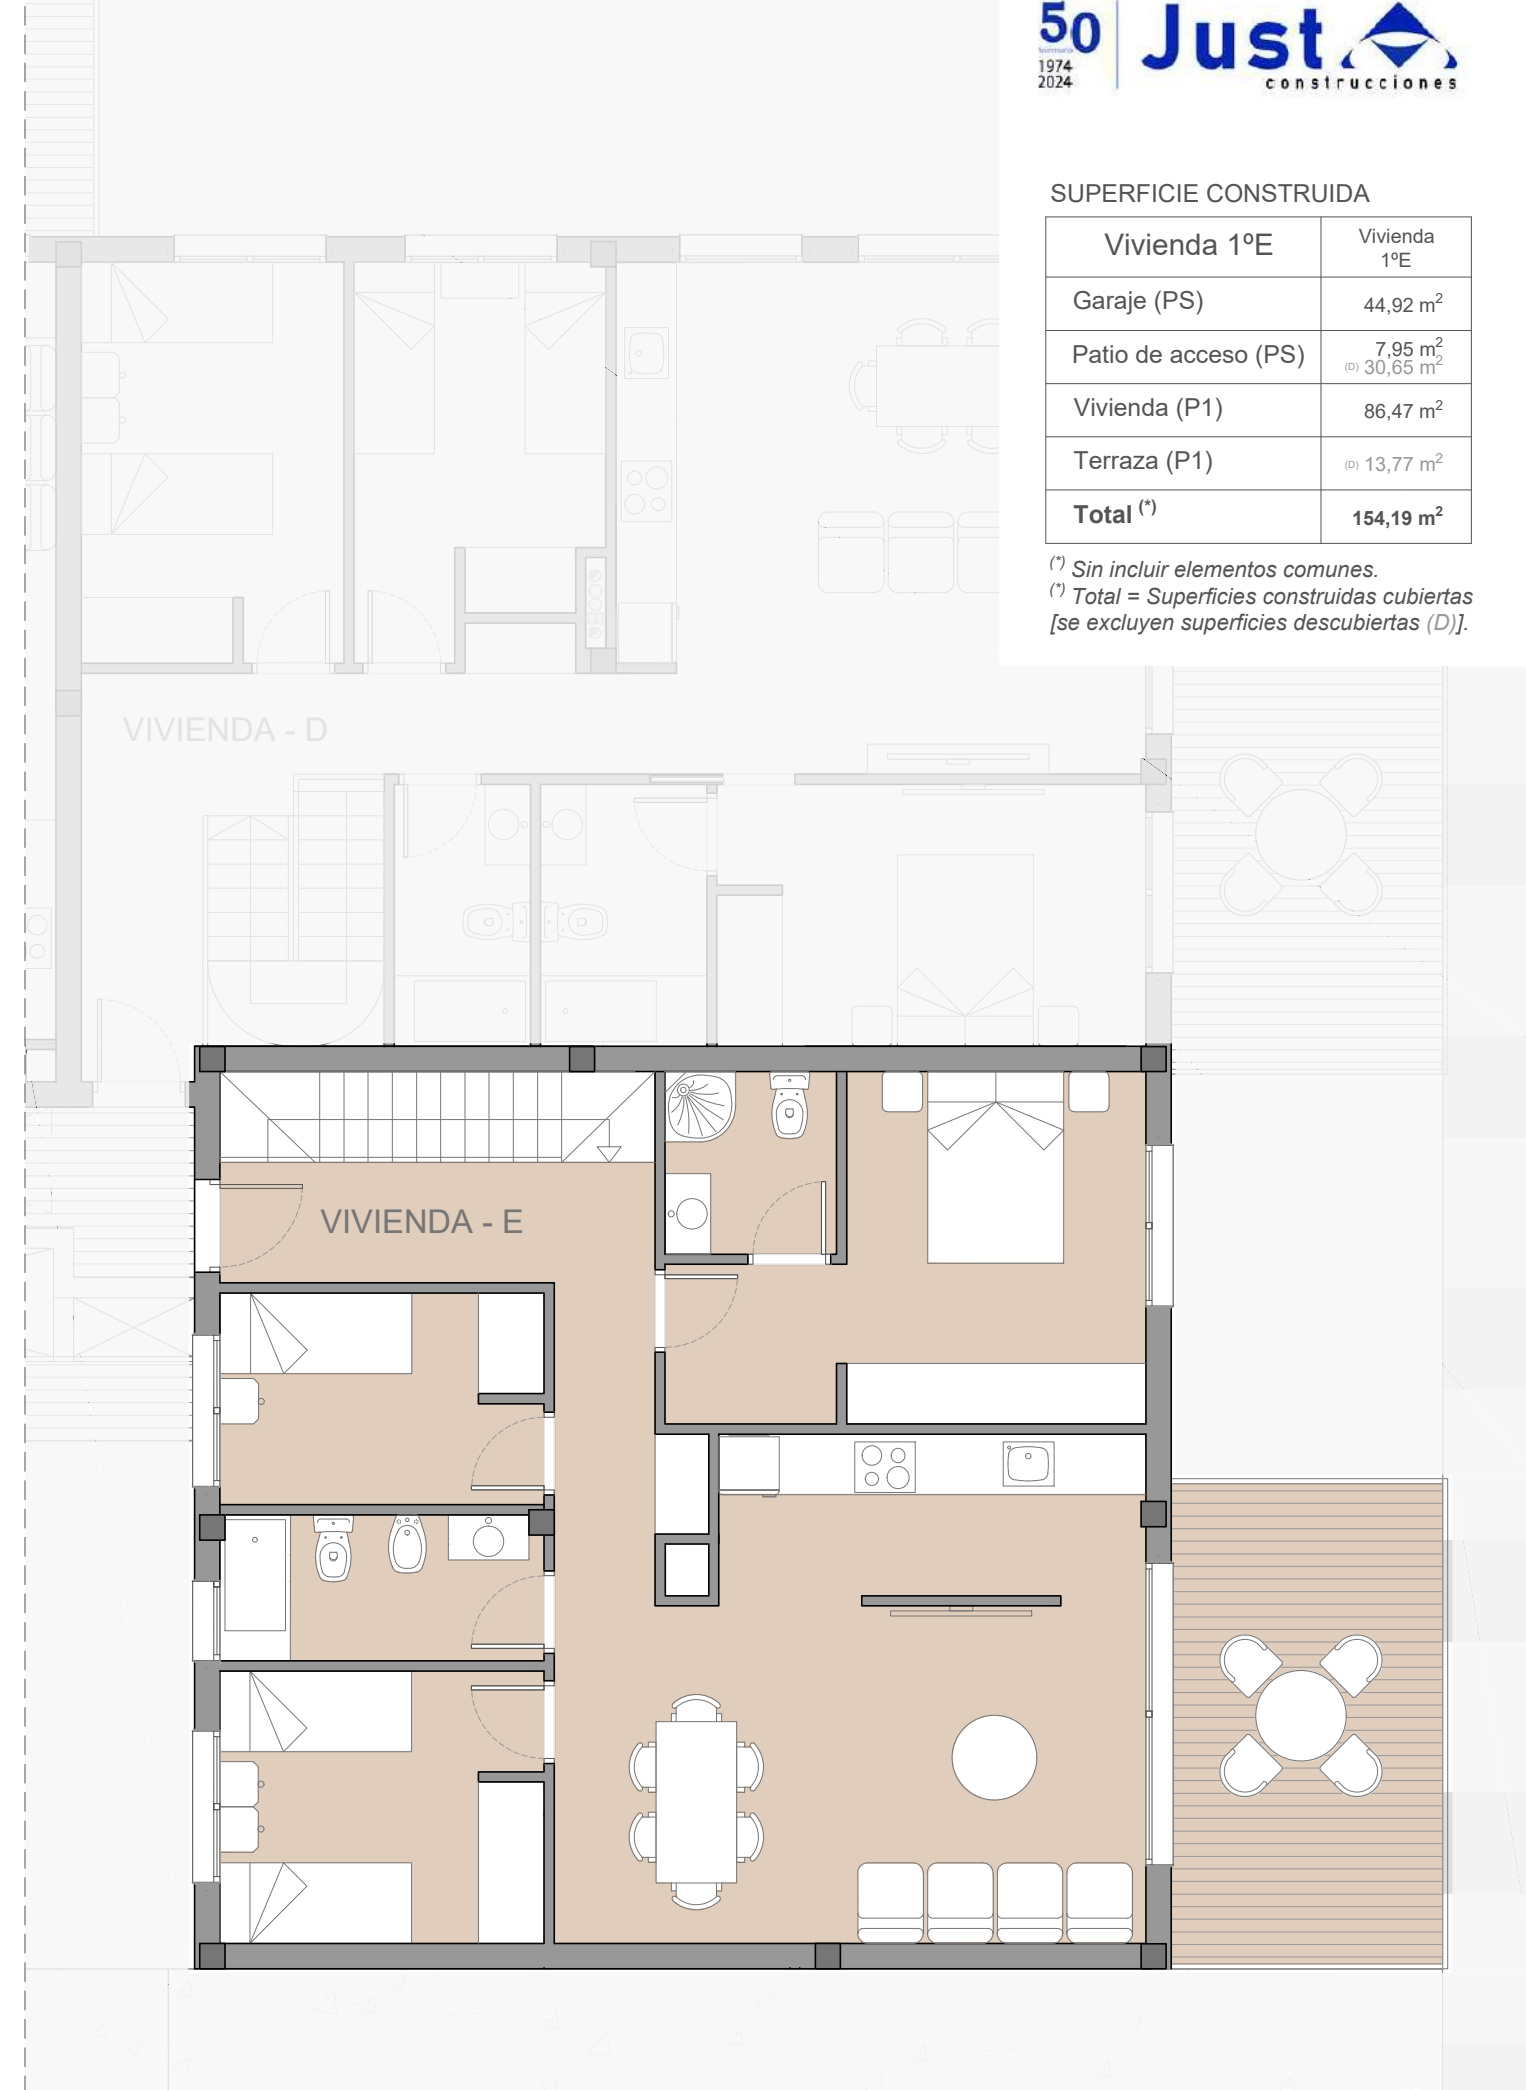 50
1974
2024
Just
construcciones
SUPERFICIE CONSTRUIDA
Vivienda 1ºE
Vivienda
1ºE
Garaje (PS)
44,92 m²
Patio de acceso (PS)
7,95 m²
(D) 30,65 m²
Vivienda (P1)
86,47 m²
Terraza (P1)
(D) 13,77 m²
Total (*)
154,19 m²
(*) Sin incluir elementos comunes.
(*) Total = Superficies construidas cubiertas
[se excluyen superficies descubiertas (D)].
VIVIENDA - D
VIVIENDA - E